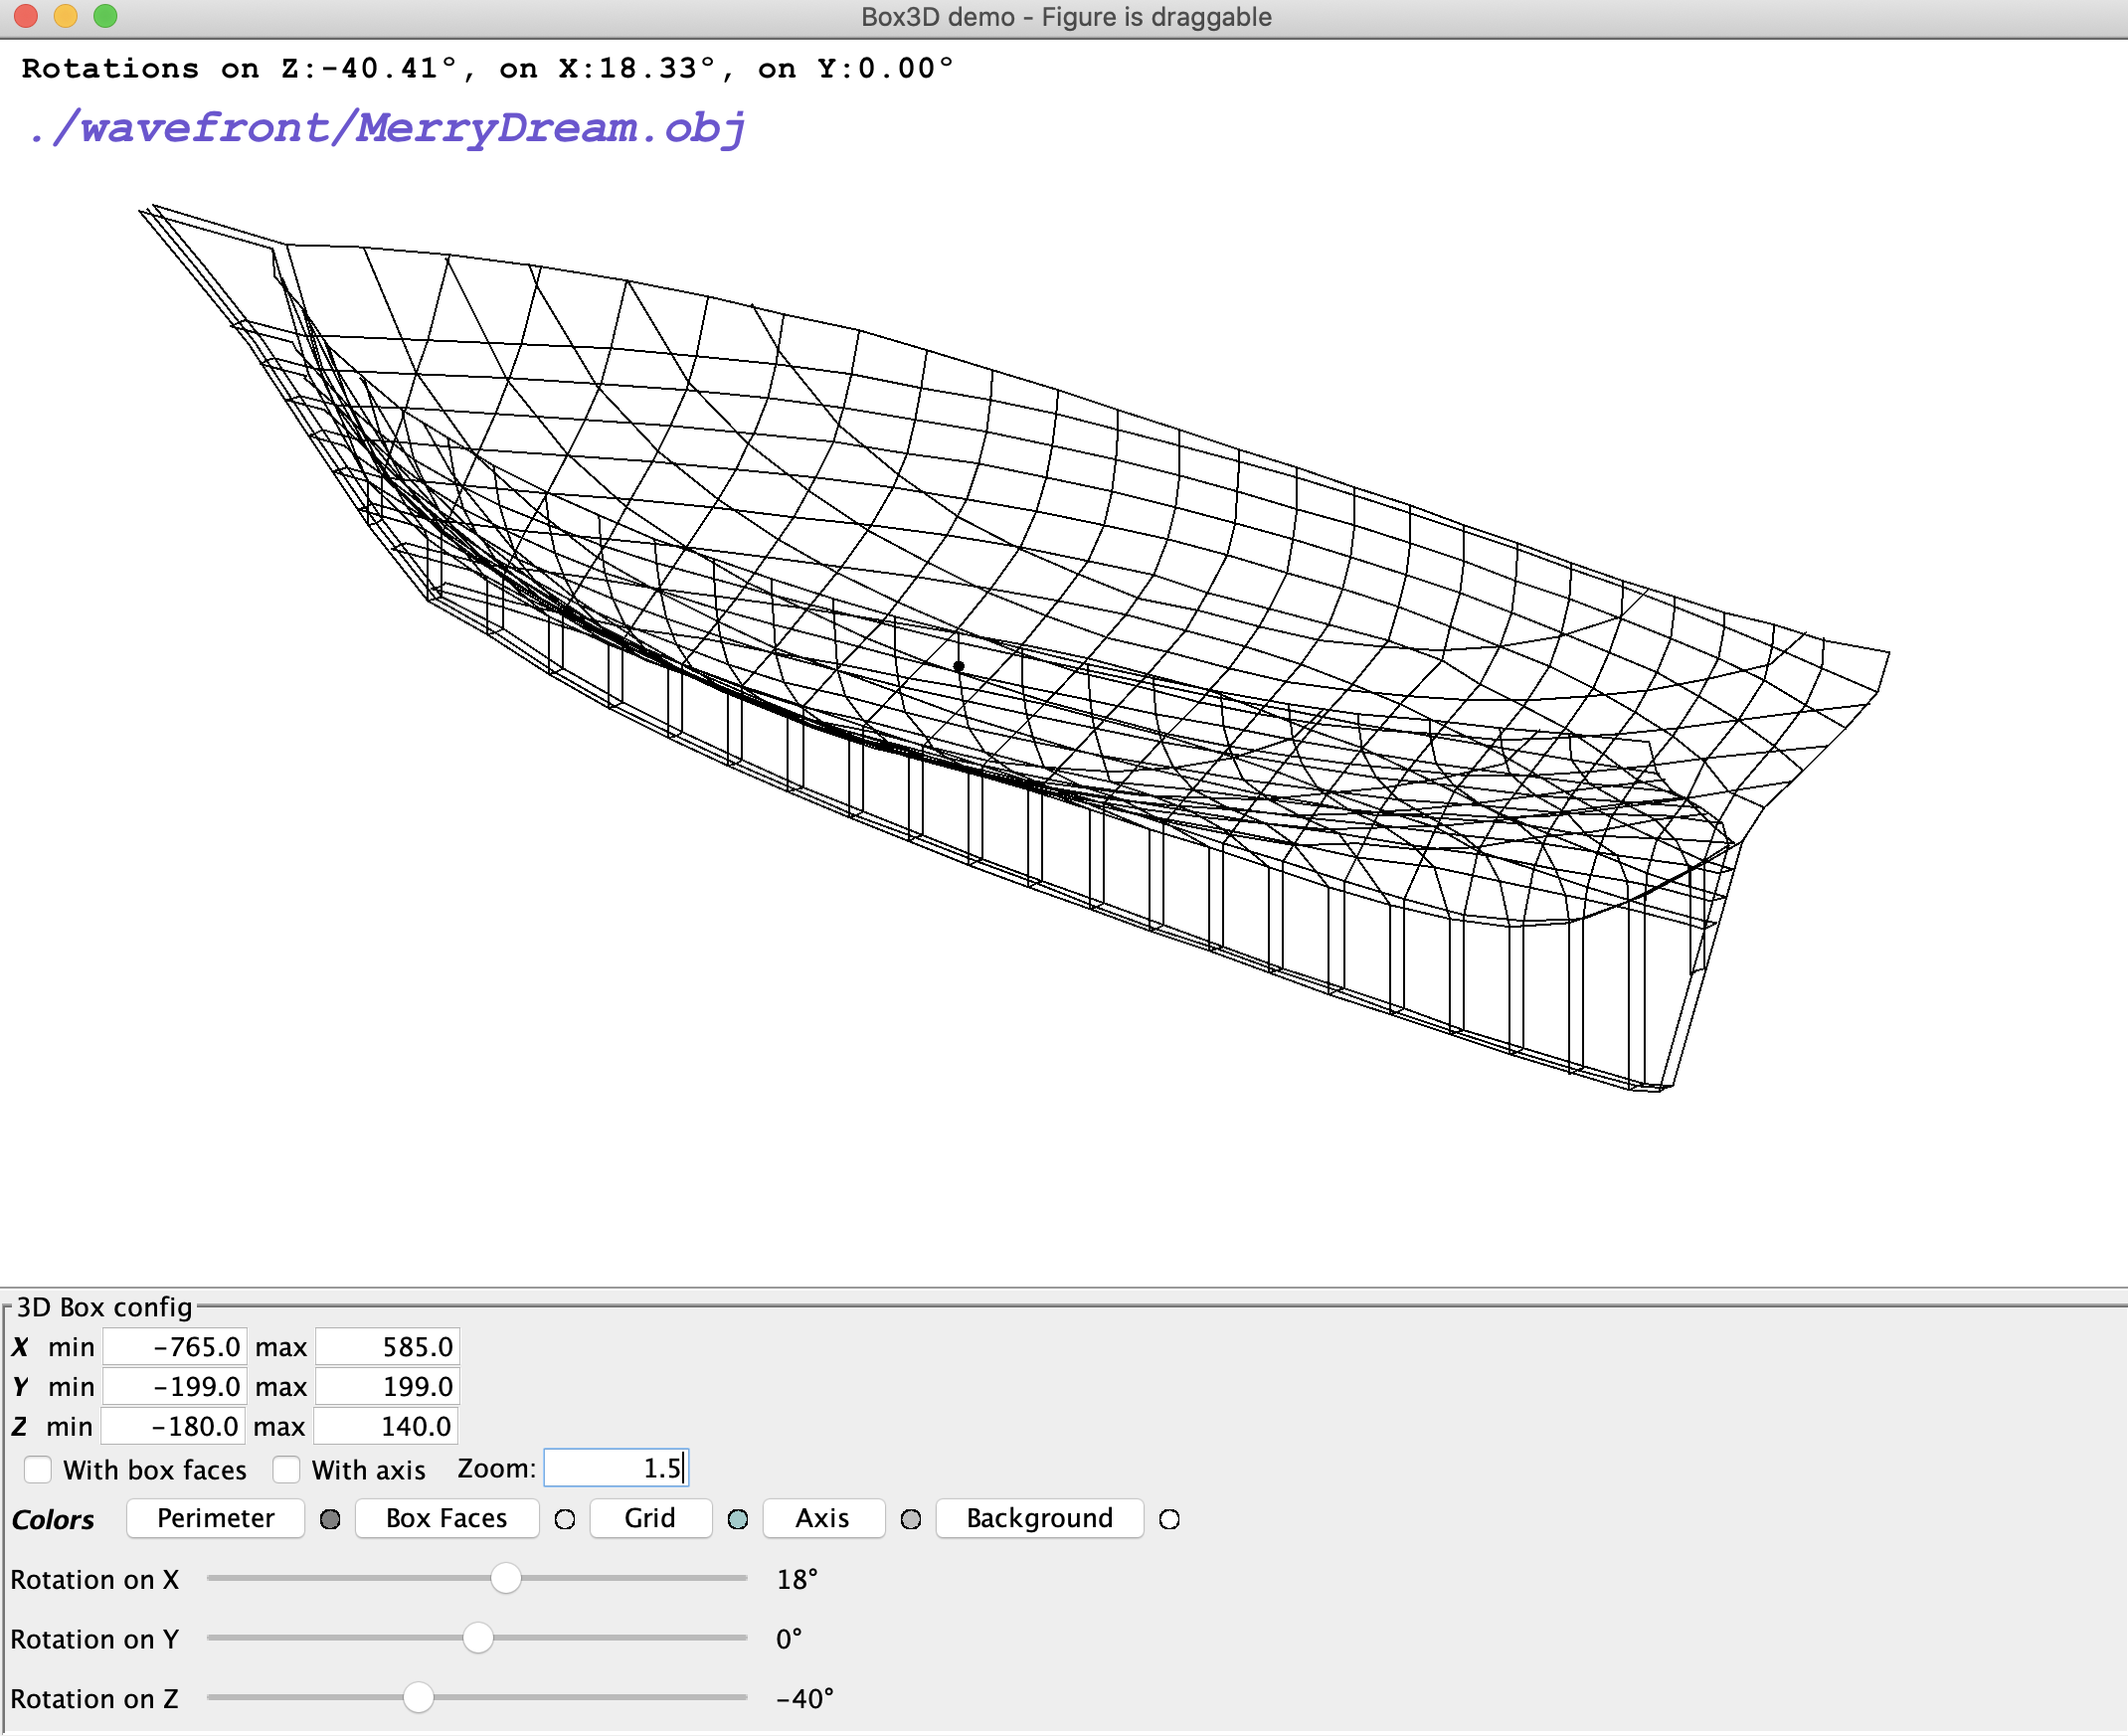 Box3D demo - Figure is draggable
Rotations on Z:-40.41°, on X:18.33°, on Y:0.00°
./wavefront/MerryDream.obj
3D Box config
X min -765.0 max 585.0
Y min -199.0 max 199.0
Z min -180.0 max 140.0
With box faces With axis Zoom: 1.5
Colors Perimeter Box Faces Grid Axis Background
Rotation on X 18°
Rotation on Y 0°
Rotation on Z -40°